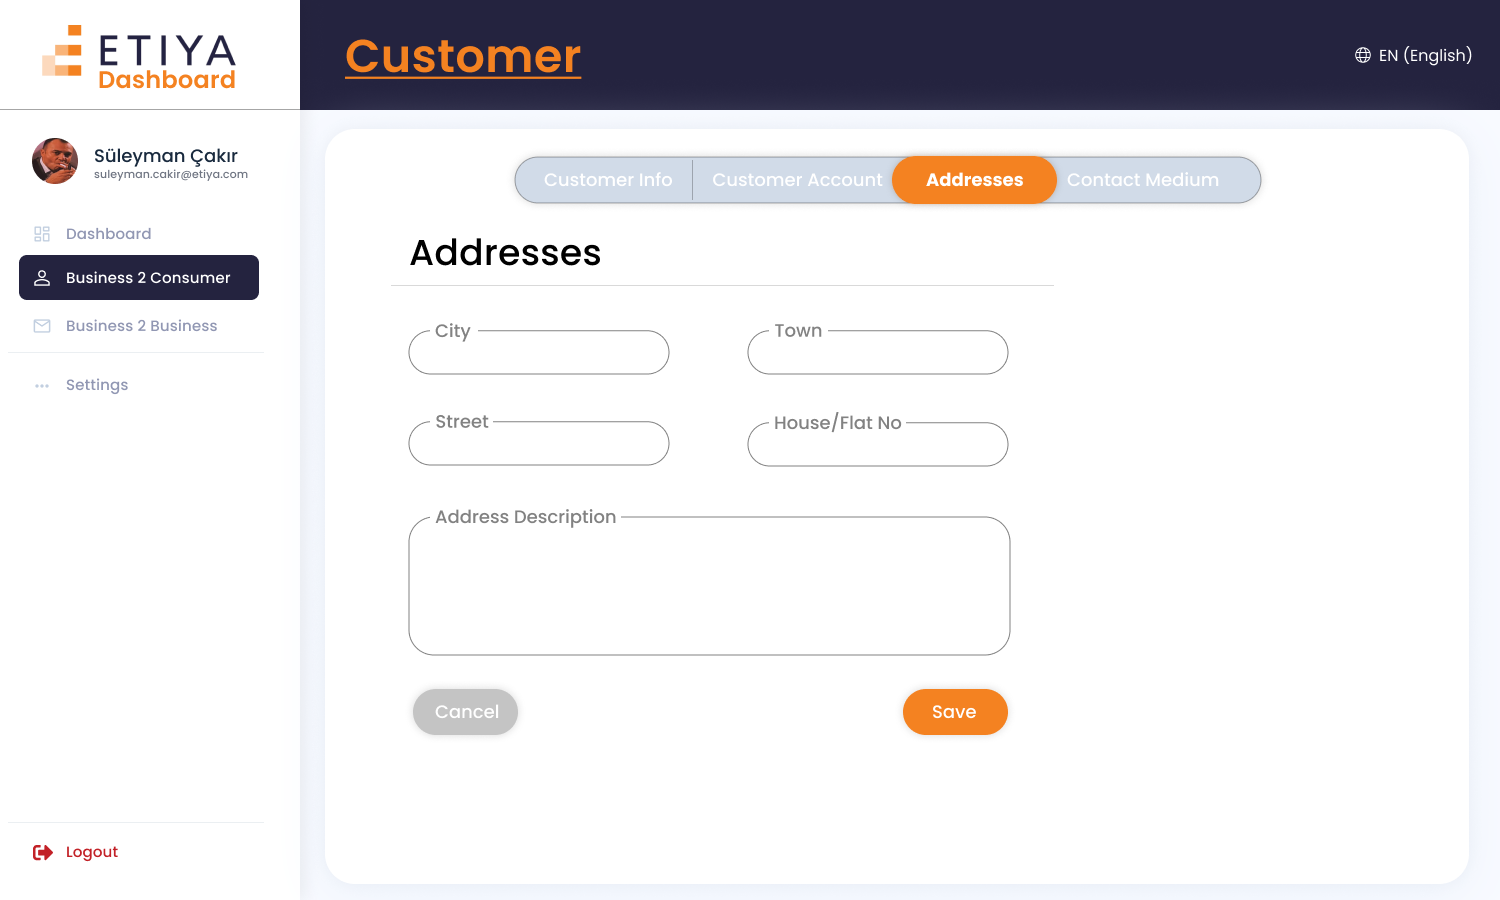 ETIYA
Dashboard
Customer
EN (English)
Süleyman Çakır
suleyman.cakir@etiya.com
Dashboard
Business 2 Consumer
Business 2 Business
Settings
Logout
Customer Info
Customer Account
Addresses
Contact Medium
Addresses
City
Town
Street
House/Flat No
Address Description
Cancel
Save